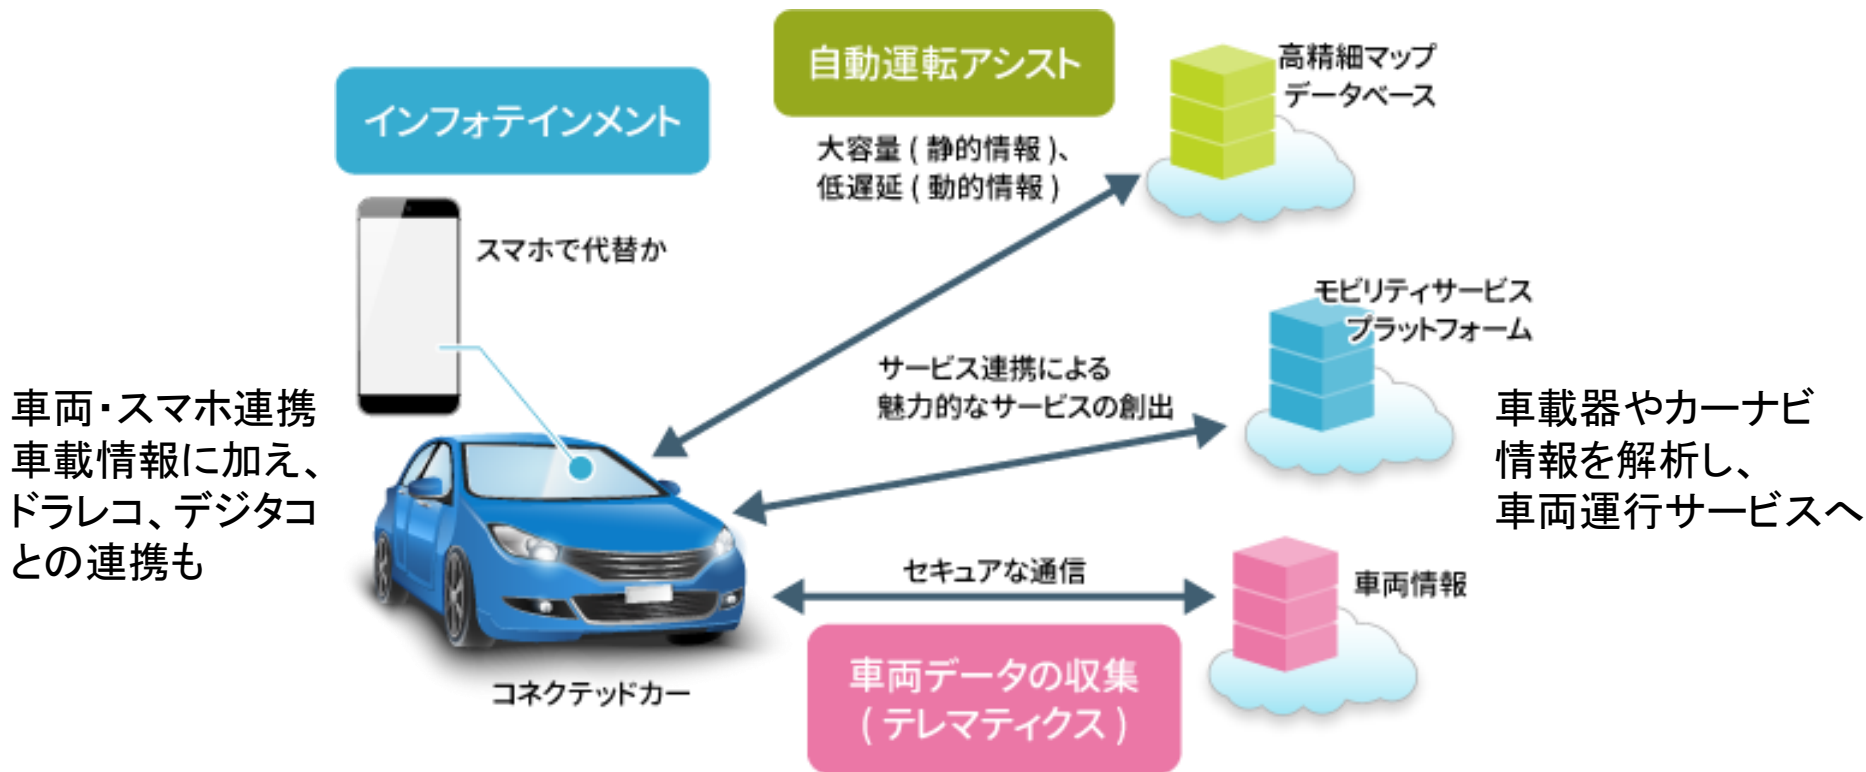 自動運転アシスト
高精細マップ
データベース
インフォテインメント
大容量 ( 静的情報 )、
低遅延 ( 動的情報 )
スマホで代替か
モビリティサービス
プラットフォーム
サービス連携による
魅力的なサービスの創出
車両・スマホ連携
車載情報に加え、
ドラレコ、デジタコ
との連携も
車載器やカーナビ
情報を解析し、
車両運行サービスへ
セキュアな通信
車両情報
コネクテッドカー
車両データの収集
( テレマティクス )